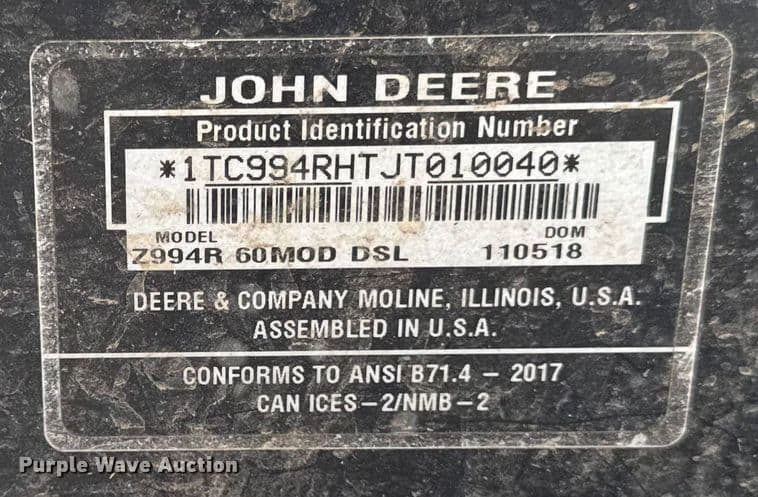 JOHN DEERE
Product Identification Number
*1TC994RHTJT010040*
MODEL DOM
Z994R 60MOD DSL 110518
DEERE & COMPANY MOLINE, ILLINOIS, U.S.A.
ASSEMBLED IN U.S.A.
CONFORMS TO ANSI B71.4 – 2017
CAN ICES–2/NMB–2
Purple Wave Auction